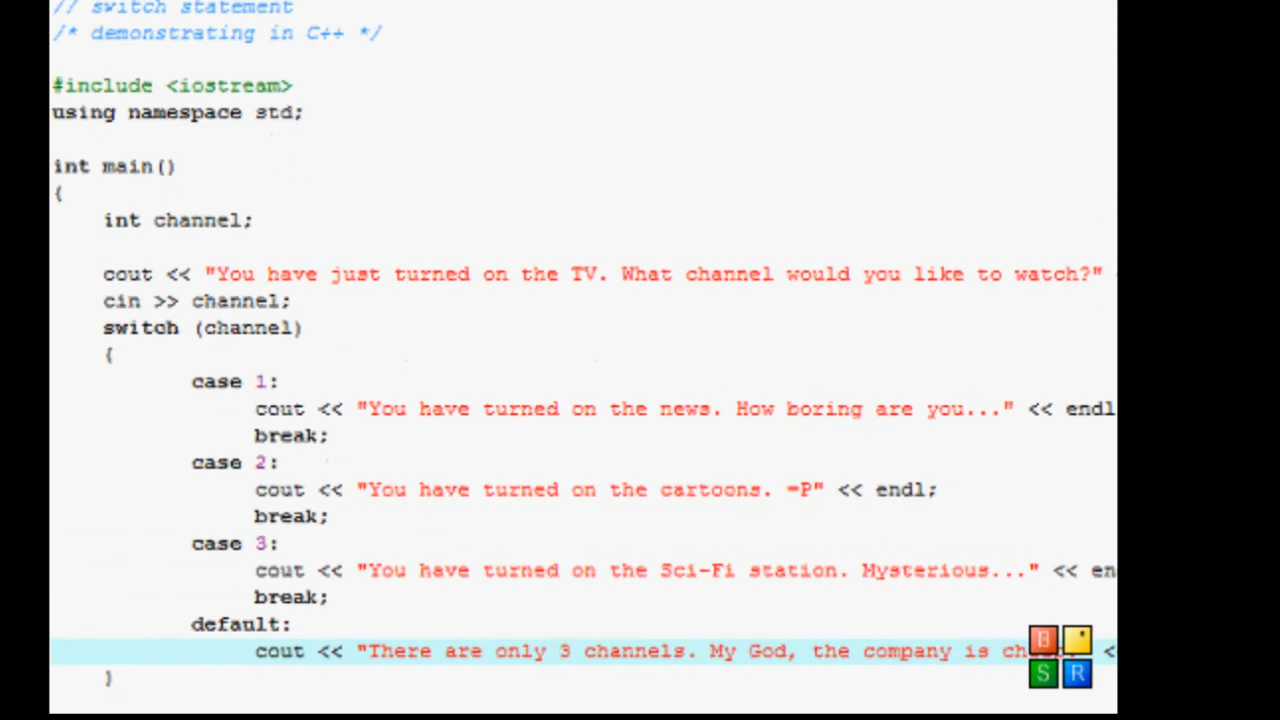 // switch statement
/* demonstrating in C++ */
#include <iostream>
using namespace std;
int main()
{
int channel;
cout << "You have just turned on the TV. What channel would you like to watch?"
cin >> channel;
switch (channel)
{
case 1:
cout << "You have turned on the news. How boring are you..." << endl
break;
case 2:
cout << "You have turned on the cartoons. =P" << endl;
break;
case 3:
cout << "You have turned on the Sci-Fi station. Mysterious..." << en
break;
default:
cout << "There are only 3 channels. My God, the company is <
}
B
S R